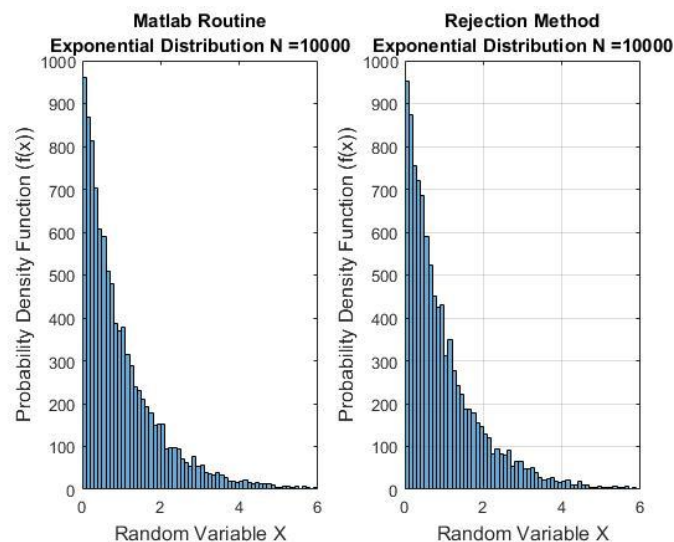 Matlab Routine
Exponential Distribution N =10000
Probability Density Function (f(x))
1000
900
800
700
600
500
400
300
200
100
0
0 2 4 6
Random Variable X
Rejection Method
Exponential Distribution N =10000
Probability Density Function (f(x))
1000
900
800
700
600
500
400
300
200
100
0
0 2 4 6
Random Variable X